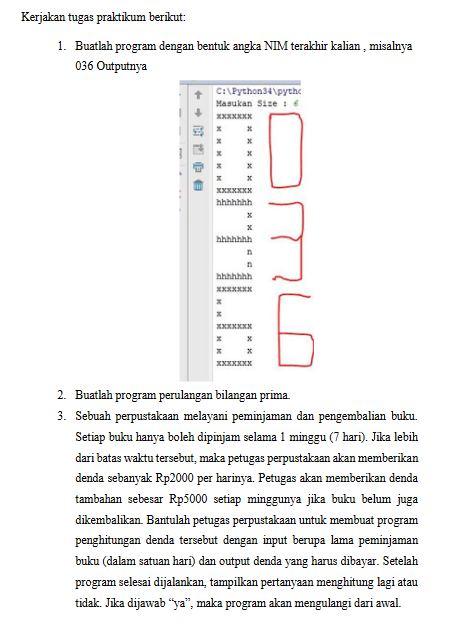 Kerjakan tugas praktikum berikut:
1. Buatlah program dengan bentuk angka NIM terakhir kalian , misalnya
036 Outputnya
C:\Python34\pytho
Masukan Size : 6
xxxxxxx
x x
x x
x x
x x
x x
xxxxxxx
hhhhhhh
x
x
hhhhhhh
n
n
hhhhhhh
xxxxxxx
x
x
xxxxxxx
x x
x x
xxxxxxx
2. Buatlah program perulangan bilangan prima.
3. Sebuah perpustakaan melayani peminjaman dan pengembalian buku.
Setiap buku hanya boleh dipinjam selama 1 minggu (7 hari). Jika lebih
dari batas waktu tersebut, maka petugas perpustakaan akan memberikan
denda sebanyak Rp2000 per harinya. Petugas akan memberikan denda
tambahan sebesar Rp5000 setiap minggunya jika buku belum juga
dikembalikan. Bantulah petugas perpustakaan untuk membuat program
penghitungan denda tersebut dengan input berupa lama peminjaman
buku (dalam satuan hari) dan output denda yang harus dibayar. Setelah
program selesai dijalankan, tampilkan pertanyaan menghitung lagi atau
tidak. Jika dijawab “ya”, maka program akan mengulangi dari awal.